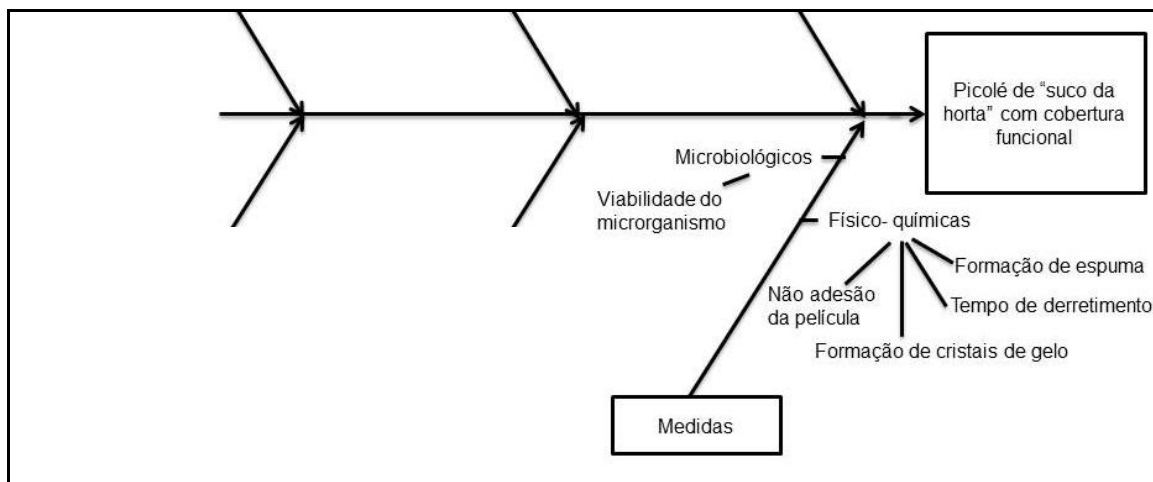 Picolé de “suco da
horta” com cobertura
funcional
Microbiológicos
Viabilidade do
microrganismo
Físico- químicas
Formação de espuma
Não adesão
da película
Tempo de derretimento
Formação de cristais de gelo
Medidas